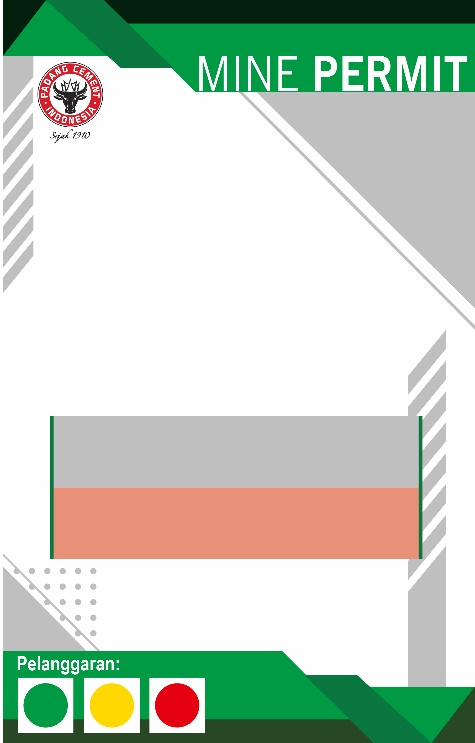 MINE PERMIT
PADANG CEMENT
INDONESIA
Sejak 1910
Pelanggaran: